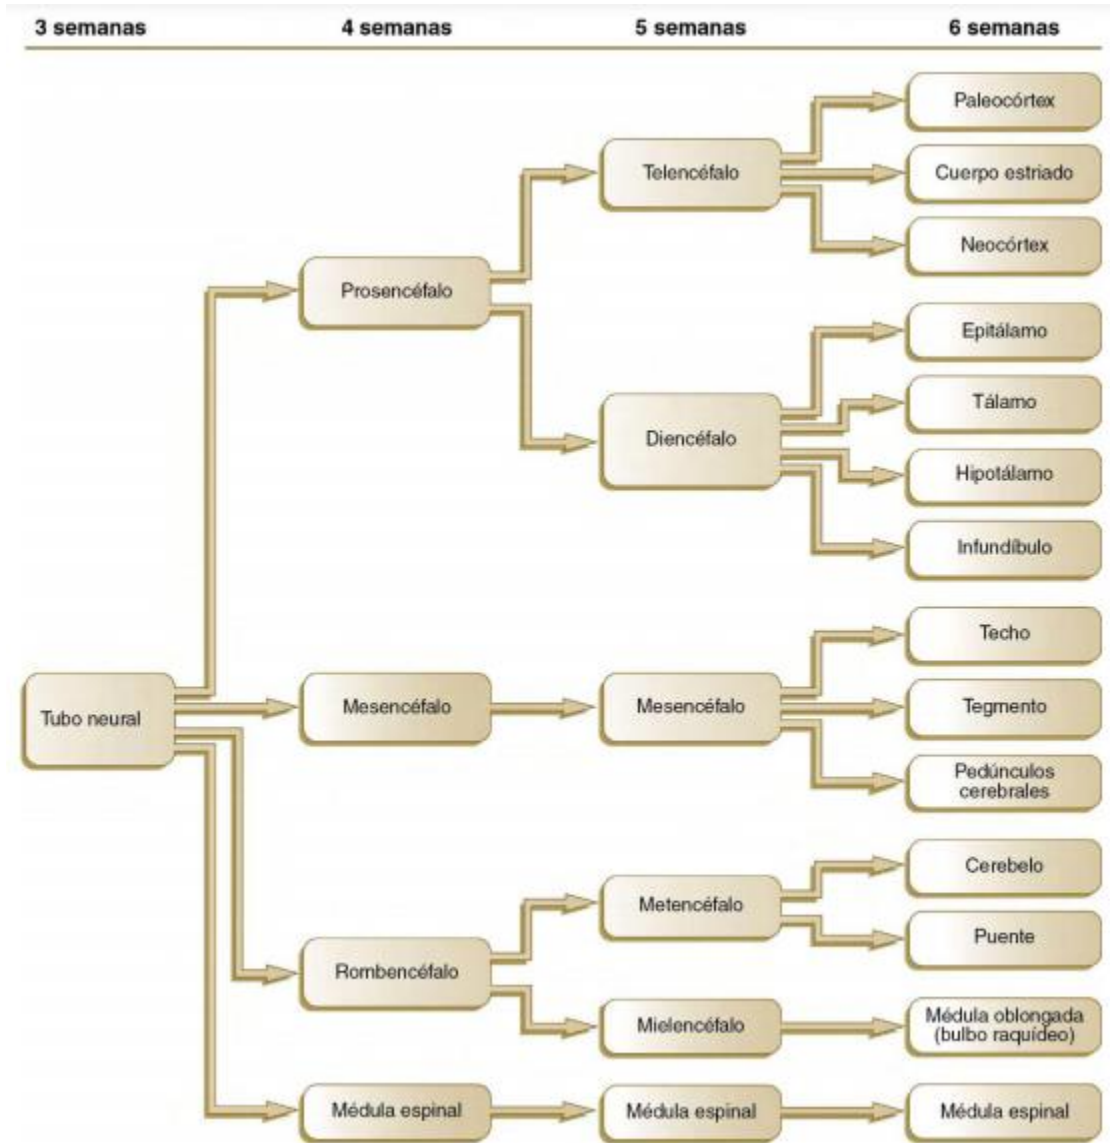 3 semanas
4 semanas
5 semanas
6 semanas
Paleocórtex
Telencéfalo
Cuerpo estriado
Neocórtex
Prosencéfalo
Epitálamo
Tálamo
Diencéfalo
Hipotálamo
Infundíbulo
Techo
Tubo neural
Mesencéfalo
Mesencéfalo
Tegmento
Pedúnculos
cerebrales
Cerebelo
Metencéfalo
Puente
Rombencéfalo
Mielencéfalo
Médula oblongada
(bulbo raquídeo)
Médula espinal
Médula espinal
Médula espinal